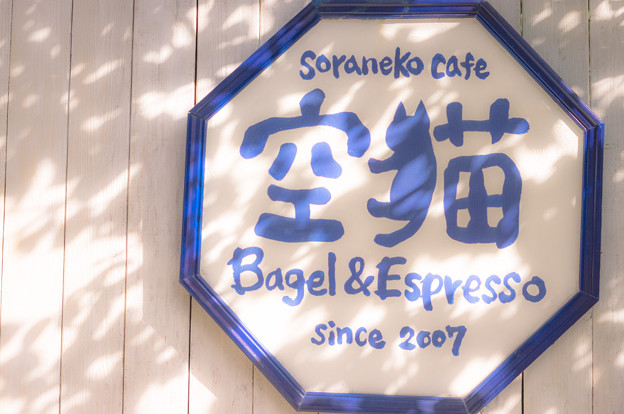 Soraneko Cafe
空猫
Bagel & Espresso
since 2007